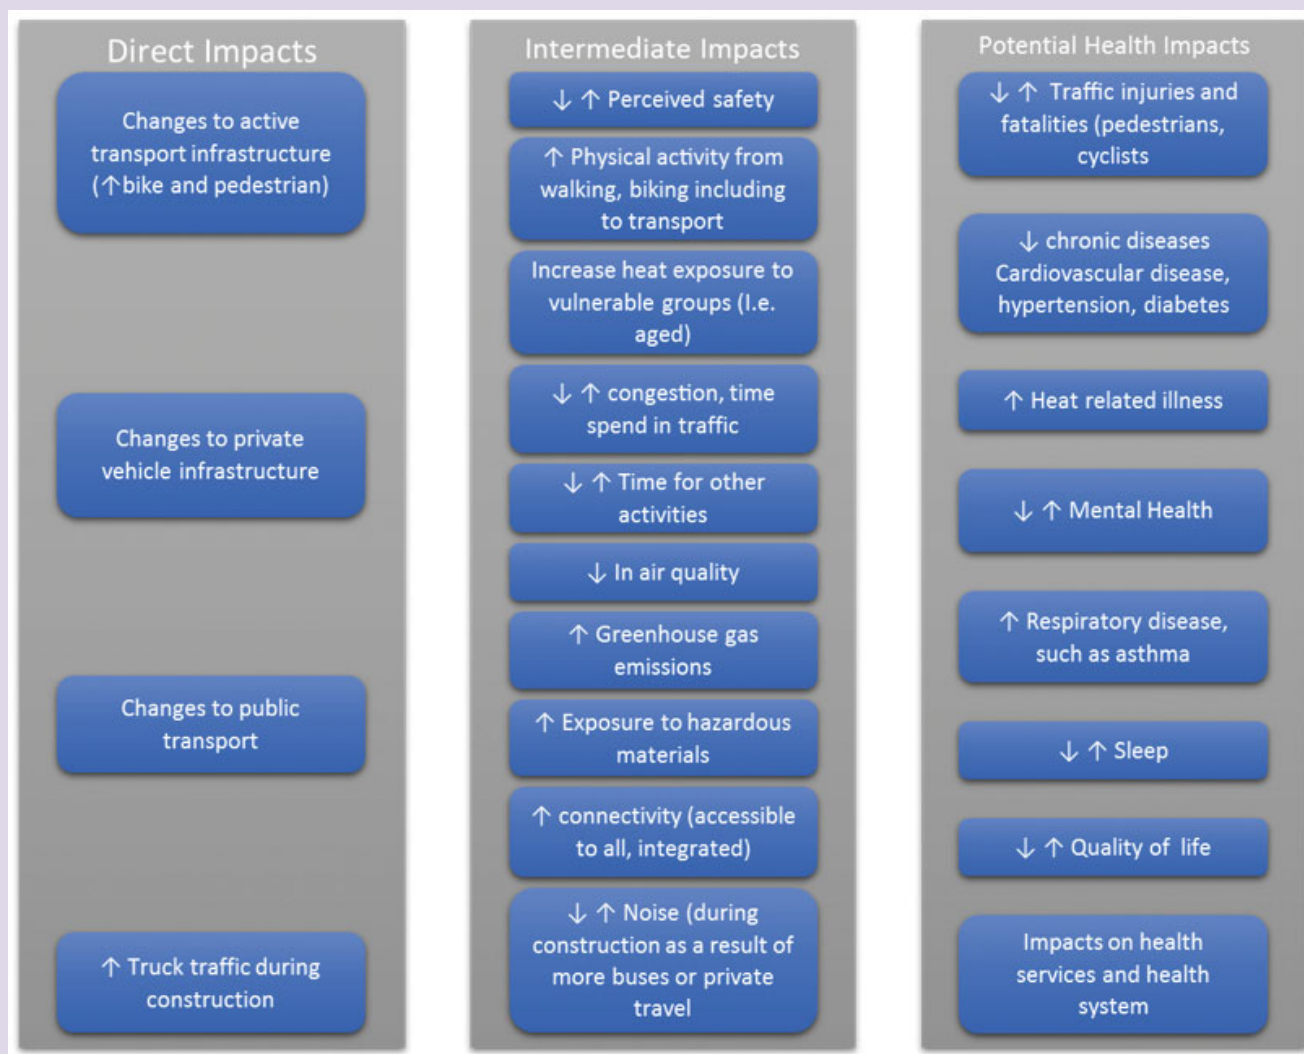 Direct Impacts
Changes to active
transport infrastructure
(↑bike and pedestrian)
Changes to private
vehicle infrastructure
Changes to public
transport
↑ Truck traffic during
construction
Intermediate Impacts
↓ ↑ Perceived safety
↑ Physical activity from
walking, biking including
to transport
Increase heat exposure to
vulnerable groups (I.e.
aged)
↓ ↑ congestion, time
spend in traffic
↓ ↑ Time for other
activities
↓ In air quality
↑ Greenhouse gas
emissions
↑ Exposure to hazardous
materials
↑ connectivity (accessible
to all, integrated)
↓ ↑ Noise (during
construction as a result of
more buses or private
travel
Potential Health Impacts
↓ ↑ Traffic injuries and
fatalities (pedestrians,
cyclists
↓ chronic diseases
Cardiovascular disease,
hypertension, diabetes
↑ Heat related illness
↓ ↑ Mental Health
↑ Respiratory disease,
such as asthma
↓ ↑ Sleep
↓ ↑ Quality of life
Impacts on health
services and health
system